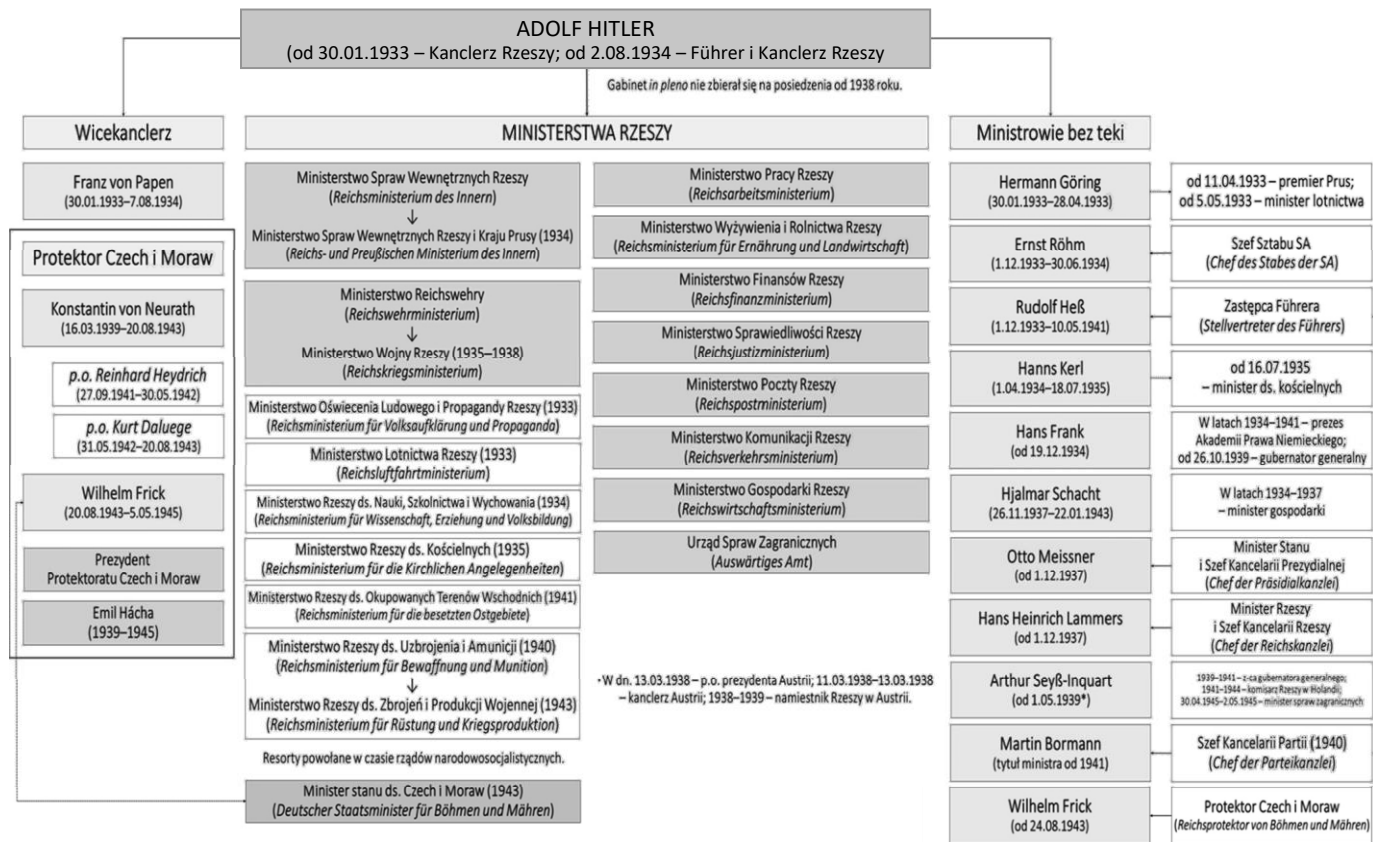 ADOLF HITLER
(od 30.01.1933 – Kanclerz Rzeszy; od 2.08.1934 – Führer i Kanclerz Rzeszy
Gabinet in pleno nie zbierał się na posiedzenia od 1938 roku.
Wicekanclerz
Franz von Papen
(30.01.1933–7.08.1934)
Protektor Czech i Moraw
Konstantin von Neurath
(16.03.1939–20.08.1943)
p.o. Reinhard Heydrich
(27.09.1941–30.05.1942)
p.o. Kurt Daluege
(31.05.1942–20.08.1943)
Wilhelm Frick
(20.08.1943–5.05.1945)
Prezydent
Protektoratu Czech i Moraw
Emil Hácha
(1939–1945)
MINISTERSTWA RZESZY
Ministerstwo Spraw Wewnętrznych Rzeszy
(Reichsministerium des Innern)
↓
Ministerstwo Spraw Wewnętrznych Rzeszy i Kraju Prusy (1934)
(Reichs- und Preußischen Ministerium des Innern)
Ministerstwo Reichswehry
(Reichswehrministerium)
↓
Ministerstwo Wojny Rzeszy (1935–1938)
(Reichskriegsministerium)
Ministerstwo Oświecenia Ludowego i Propagandy Rzeszy (1933)
(Reichsministerium für Volksaufklärung und Propaganda)
Ministerstwo Lotnictwa Rzeszy (1933)
(Reichsluftfahrtministerium)
Ministerstwo Rzeszy ds. Nauki, Szkolnictwa i Wychowania (1934)
(Reichsministerium für Wissenschaft, Erziehung und Volksbildung)
Ministerstwo Rzeszy ds. Kościelnych (1935)
(Reichsministerium für die Kirchlichen Angelegenheiten)
Ministerstwo Rzeszy ds. Okupowanych Terenów Wschodnich (1941)
(Reichsministerium für die besetzten Ostgebiete)
Ministerstwo Rzeszy ds. Uzbrojenia i Amunicji (1940)
(Reichsministerium für Bewaffnung und Munition)
↓
Ministerstwo Rzeszy ds. Zbrojeń i Produkcji Wojennej (1943)
(Reichsministerium für Rüstung und Kriegsproduktion)
Resorty powołane w czasie rządów narodowosocjalistycznych.
Minister stanu ds. Czech i Moraw (1943)
(Deutscher Staatsminister für Böhmen und Mähren)
Ministerstwo Pracy Rzeszy
(Reichsarbeitsministerium)
Ministerstwo Wyżywienia i Rolnictwa Rzeszy
(Reichsministerium für Ernährung und Landwirtschaft)
Ministerstwo Finansów Rzeszy
(Reichsfinanzministerium)
Ministerstwo Sprawiedliwości Rzeszy
(Reichsjustizministerium)
Ministerstwo Poczty Rzeszy
(Reichspostministerium)
Ministerstwo Komunikacji Rzeszy
(Reichsverkehrsministerium)
Ministerstwo Gospodarki Rzeszy
(Reichswirtschaftsministerium)
Urząd Spraw Zagranicznych
(Auswärtiges Amt)
• W dn. 13.03.1938 – p.o. prezydenta Austrii; 11.03.1938–13.03.1938
– kanclerz Austrii; 1938–1939 – namiestnik Rzeszy w Austrii.
Ministrowie bez teki
Hermann Göring
(30.01.1933–28.04.1933)
od 11.04.1933 – premier Prus;
od 5.05.1933 – minister lotnictwa
Ernst Röhm
(1.12.1933–30.06.1934)
Szef Sztabu SA
(Chef des Stabes der SA)
Rudolf Heß
(1.12.1933–10.05.1941)
Zastępca Führera
(Stellvertreter des Führers)
Hanns Kerl
(1.04.1934–18.07.1935)
od 16.07.1935
– minister ds. kościelnych
Hans Frank
(od 19.12.1934)
W latach 1934–1941 – prezes
Akademii Prawa Niemieckiego;
od 26.10.1939 – gubernator generalny
Hjalmar Schacht
(26.11.1937–22.01.1943)
W latach 1934–1937
– minister gospodarki
Otto Meissner
(od 1.12.1937)
Minister Stanu
i Szef Kancelarii Prezydialnej
(Chef der Präsidialkanzlei)
Hans Heinrich Lammers
(od 1.12.1937)
Minister Rzeszy
i Szef Kancelarii Rzeszy
(Chef der Reichskanzlei)
Arthur Seyß-Inquart
(od 1.05.1939*)
1939–1941 – z-ca gubernatora generalnego;
1941–1944 – komisarz Rzeszy w Holandii;
30.04.1945–2.05.1945 – minister spraw zagranicznych
Martin Bormann
(tytuł ministra od 1941)
Szef Kancelarii Partii (1940)
(Chef der Parteikanzlei)
Wilhelm Frick
(od 24.08.1943)
Protektor Czech i Moraw
(Reichsprotektor von Böhmen und Mähren)